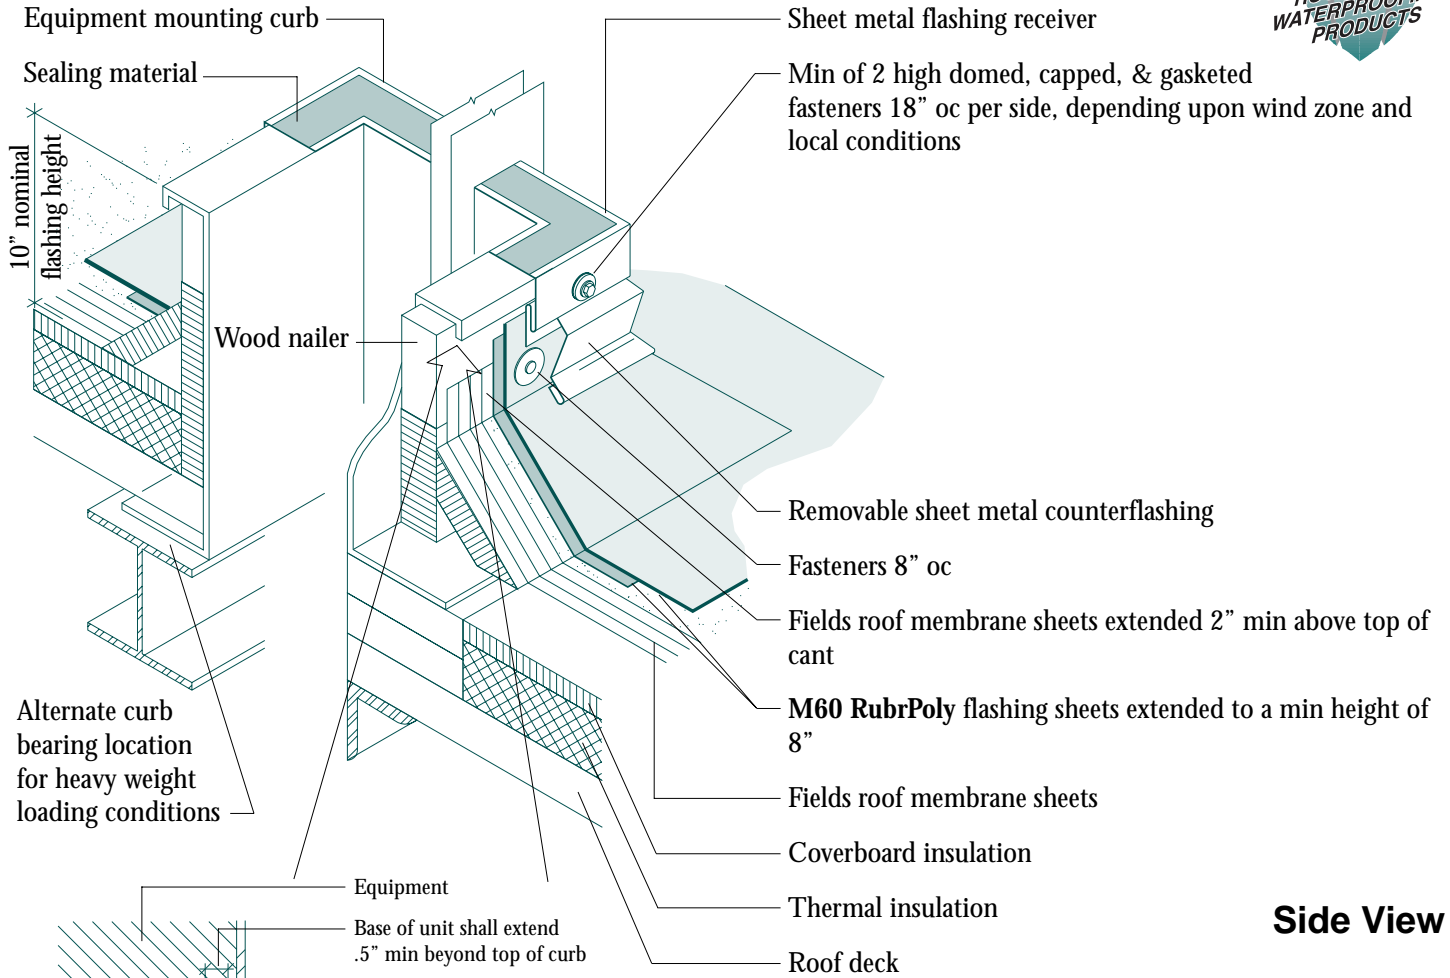 Equipment mounting curb
Sealing material
10” nominal
flashing height
Wood nailer
Alternate curb
bearing location
for heavy weight
loading conditions
Equipment
Base of unit shall extend
.5” min beyond top of curb
WATERPROOFING
PRODUCTS
Sheet metal flashing receiver
Min of 2 high domed, capped, & gasketed
fasteners 18” oc per side, depending upon wind zone and
local conditions
Removable sheet metal counterflashing
Fasteners 8” oc
Fields roof membrane sheets extended 2” min above top of
cant
M60 RubrPoly flashing sheets extended to a min height of
8”
Fields roof membrane sheets
Coverboard insulation
Thermal insulation
Roof deck
Side View